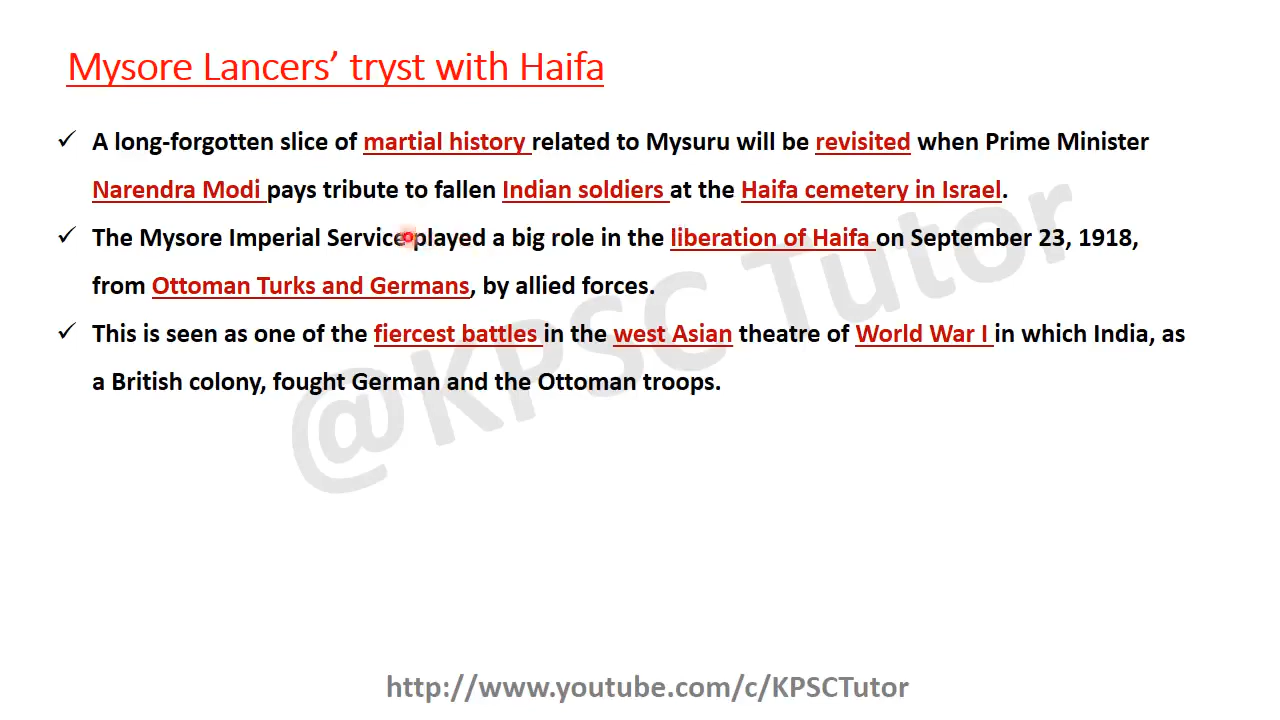 Mysore Lancers’ tryst with Haifa
✓ A long-forgotten slice of martial history related to Mysuru will be revisited when Prime Minister
Narendra Modi pays tribute to fallen Indian soldiers at the Haifa cemetery in Israel.
✓ The Mysore Imperial Service played a big role in the liberation of Haifa on September 23, 1918,
from Ottoman Turks and Germans, by allied forces.
✓ This is seen as one of the fiercest battles in the west Asian theatre of World War I in which India, as
a British colony, fought German and the Ottoman troops.
@KPSC Tutor
http://www.youtube.com/c/KPSCTutor